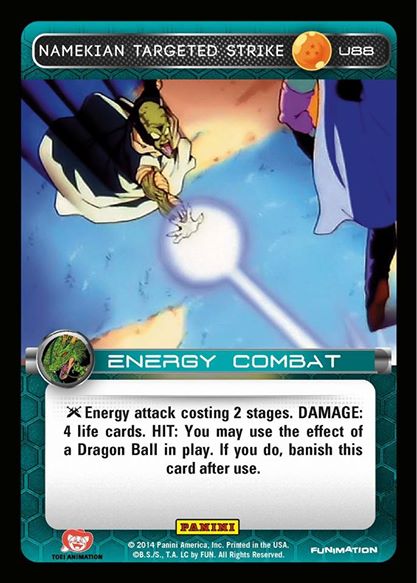 NAMEKIAN TARGETED STRIKE U88
ENERGY COMBAT
Energy attack costing 2 stages. DAMAGE:
4 life cards. HIT: You may use the effect of
a Dragon Ball in play. If you do, banish this
card after use.
PANINI
TOEI ANIMATION
© 2014 Panini America, Inc. Printed in the USA.
©B.S./S., T.A. LC by FUN. All Rights Reserved.
FUNIMATION